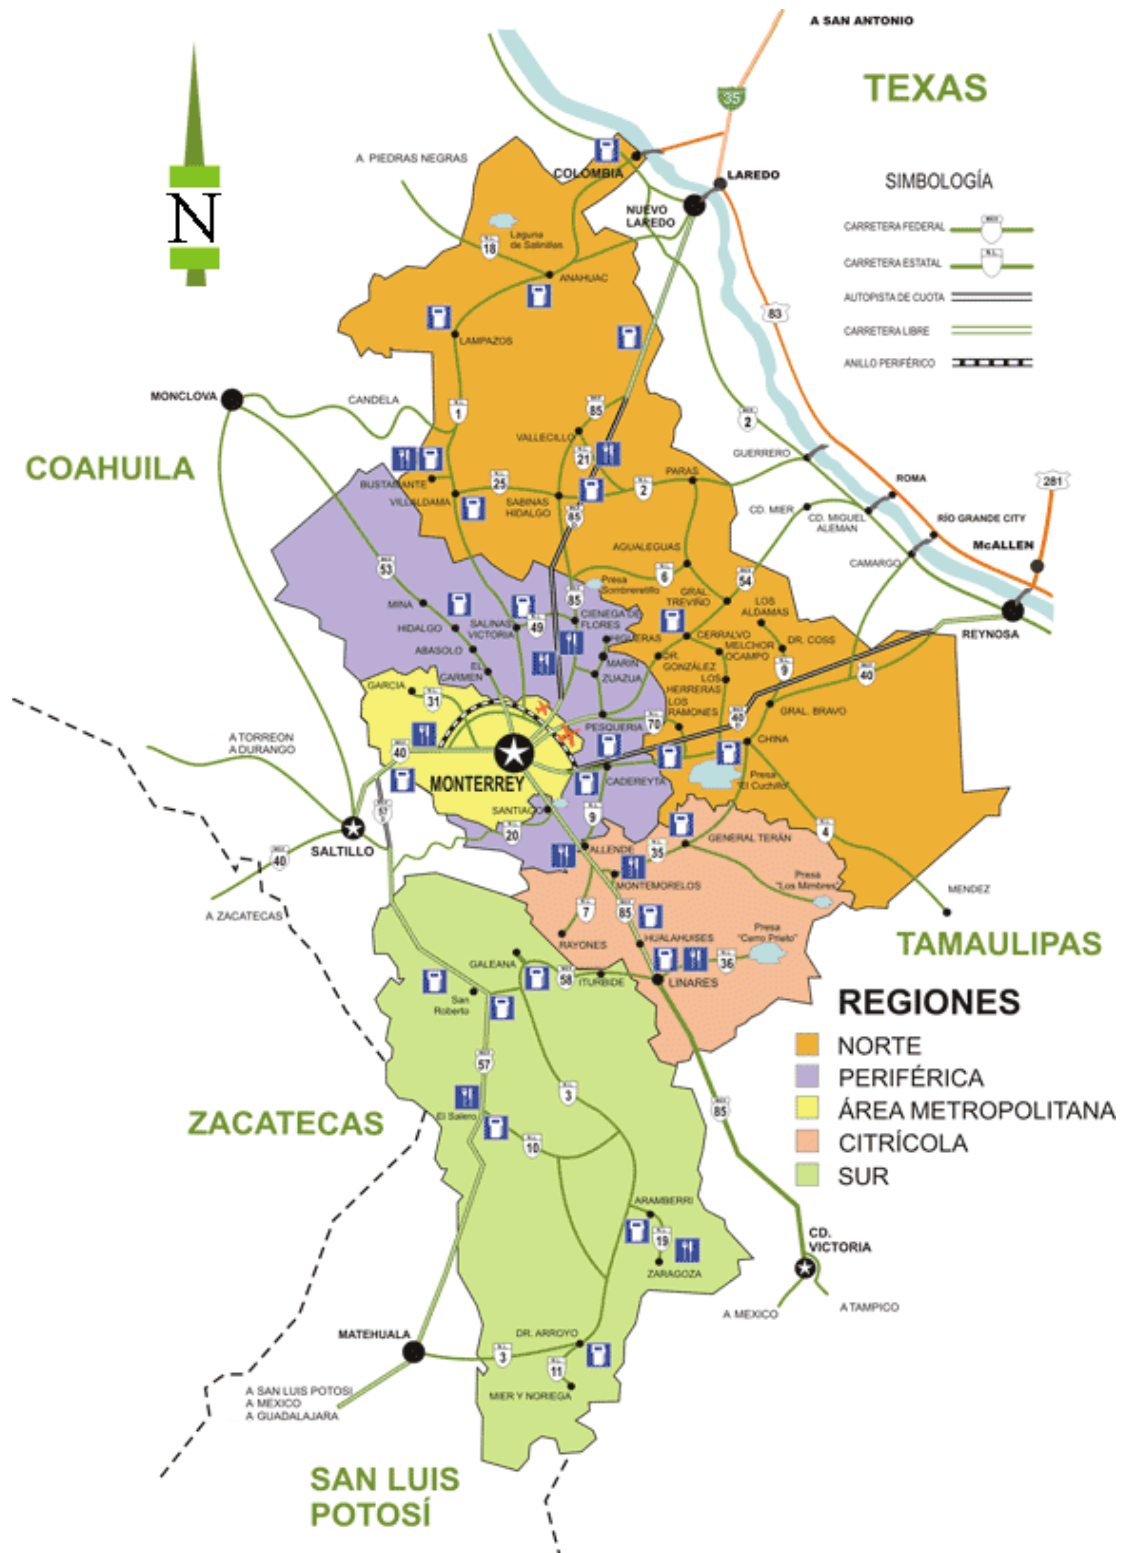 A SAN ANTONIO
TEXAS
35
A. PIEDRAS NEGRAS
COLOMBIA
LAREDO
SIMBOLOGÍA
N
NUEVO
LAREDO
CARRETERA FEDERAL
Laguna
de Salinillas
18
CARRETERA ESTATAL
ANAHUAC
AUTOPISTA DE CUOTA
83
CARRETERA LIBRE
LAMPAZOS
ANILLO PERIFÉRICO
MONCLOVA
CANDELA
1
85
2
VALLECILLO
21
GUERRERO
COAHUILA
BUSTAMANTE
25
PARAS
2
ROMA
281
VILLALDAMA
SABINAS
HIDALGO
CD. MIER
CD. MIGUEL
ALEMAN
RÍO GRANDE CITY
85
McALLEN
AGUALEGUAS
CAMARGO
53
6
54
Presa
Sombreretillo
GRAL.
TREVIÑO
LOS
ALDAMAS
MINA
85
REYNOSA
HIDALGO
SALINAS
VICTORIA
49
CIENEGA DE
FLORES
HIGUERAS
CERRALVO
MELCHOR
OCAMPO
DR. COSS
ABASOLO
MARIN
DR.
GONZÁLEZ
9
EL
CARMEN
ZUAZUA
LOS
HERRERAS
40
GARCIA
31
LOS
RAMONES
GRAL. BRAVO
PESQUERIA
70
40
A TORREON
A DURANGO
40
CHINA
MONTERREY
CADEREYTA
Presa
"El Cuchillo"
57
SANTIAGO
9
20
4
SALTILLO
40
ALLENDE
35
GENERAL TERÁN
MONTEMORELOS
Presa
"Los Mimbres"
MENDEZ
A ZACATECAS
7
85
RAYONES
HUALAHUISES
Presa
"Cerro Prieto"
TAMAULIPAS
GALEANA
36
58
ITURBIDE
LINARES
San
Roberto
REGIONES
NORTE
57
PERIFÉRICA
3
85
ÁREA METROPOLITANA
El Salero
ZACATECAS
10
CITRÍCOLA
SUR
ARAMBERRI
19
CD.
VICTORIA
ZARAGOZA
A MEXICO
A TAMPICO
MATEHUALA
DR. ARROYO
3
11
A SAN LUIS POTOSI
A MEXICO
A GUADALAJARA
MIER Y NORIEGA
SAN LUIS
POTOSÍ